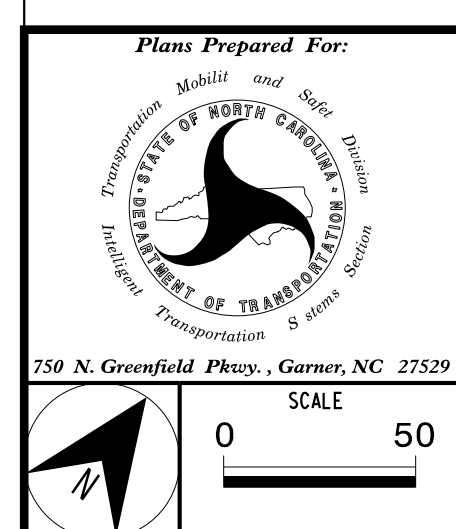 Plans Prepared For:
Transportation Mobilit and Safet Division
STATE OF NORTH CAROLINA
DEPARTMENT OF TRANSPORTATION
Intelligent Transportation S stems Section
750 N. Greenfield Pkwy. , Garner, NC 27529
SCALE
0 50
N